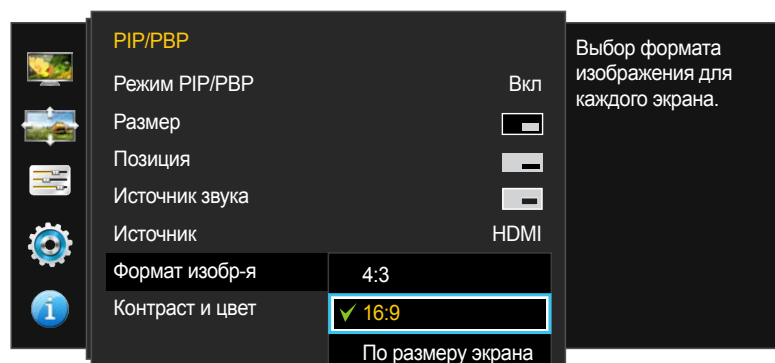 PIP/PBP
Режим PIP/PBP Вкл
Размер
Позиция
Источник звука
Источник HDMI
Формат изобр-я 4:3
Контраст и цвет 16:9
По размеру экрана
Выбор формата
изображения для
каждого экрана.